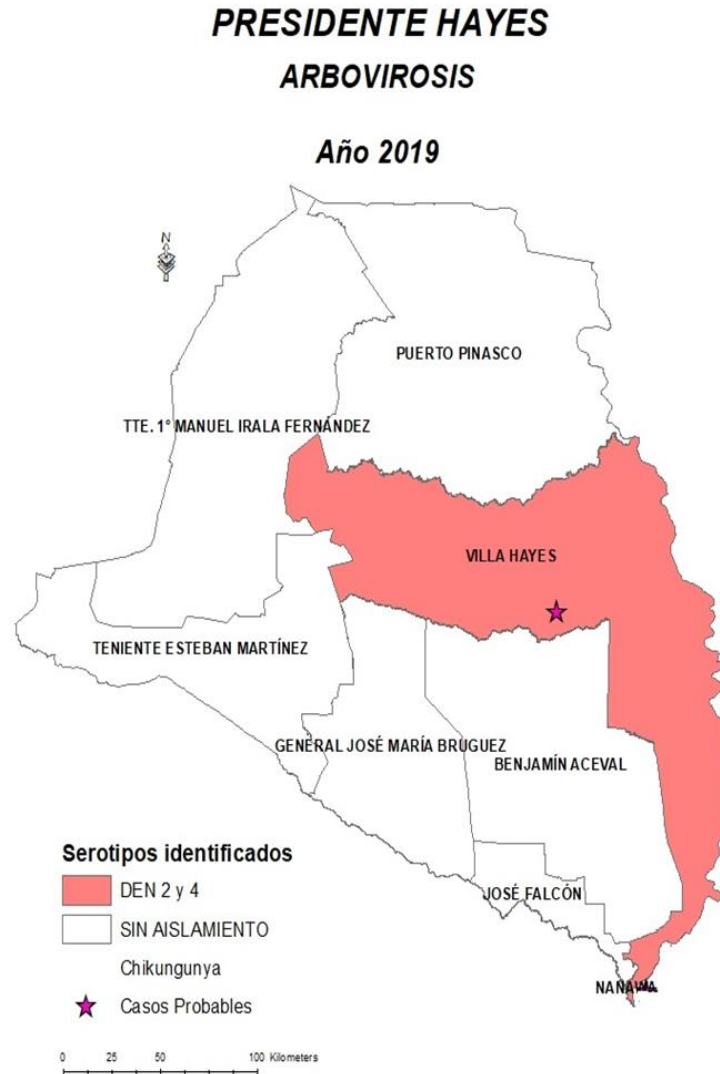 PRESIDENTE HAYES
ARBOVIROSIS
Año 2019
N
PUERTO PINASCO
TTE. 1° MANUEL IRALA FERNÁNDEZ
VILLA HAYES
TENIENTE ESTEBAN MARTÍNEZ
GENERAL JOSÉ MARÍA BRUGUEZ
BENJAMÍN ACEVAL
JOSÉ FALCÓN
NANAWA
Serotipos identificados
DEN 2 y 4
SIN AISLAMIENTO
Chikungunya
Casos Probables
0 25 50 100 Kilometers